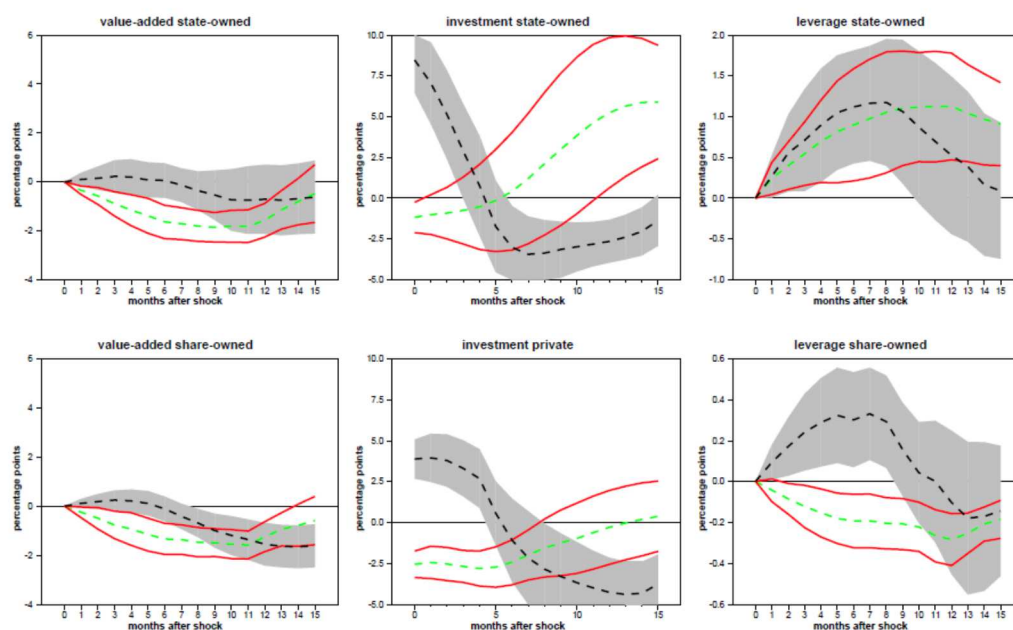 value-added state-owned
percentage points
6
4
2
0
-2
-4
0 1 2 3 4 5 6 7 8 9 10 11 12 13 14 15
months after shock
investment state-owned
percentage points
10.0
7.5
5.0
2.5
0.0
-2.5
-5.0
0 5 10 15
months after shock
leverage state-owned
percentage points
2.0
1.5
1.0
0.5
0.0
-0.5
-1.0
0 1 2 3 4 5 6 7 8 9 10 11 12 13 14 15
months after shock
value-added share-owned
percentage points
6
4
2
0
-2
-4
0 1 2 3 4 5 6 7 8 9 10 11 12 13 14 15
months after shock
investment private
percentage points
10.0
7.5
5.0
2.5
0.0
-2.5
-5.0
0 5 10 15
months after shock
leverage share-owned
percentage points
0.6
0.4
0.2
0.0
-0.2
-0.4
-0.6
0 1 2 3 4 5 6 7 8 9 10 11 12 13 14 15
months after shock